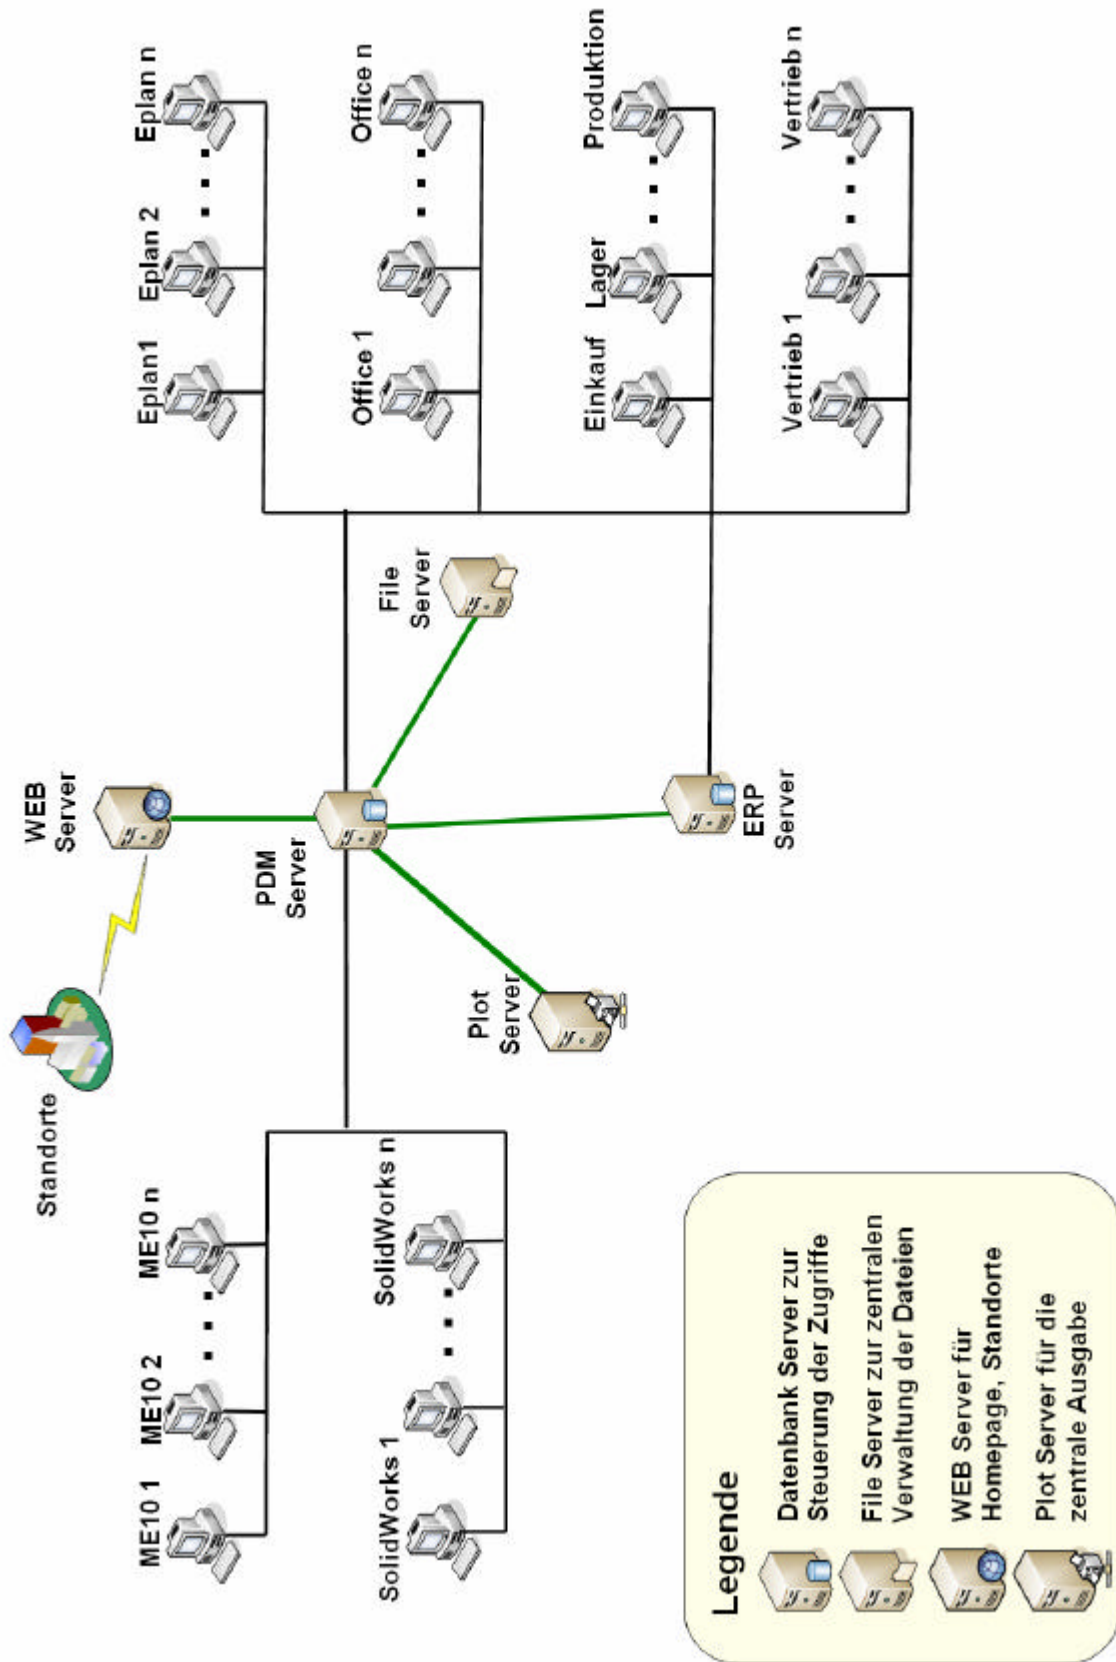 Standorte
WEB
Server
ME10 1
ME10 2
ME10 n
Eplan1
Eplan 2
Eplan n
PDM
Server
SolidWorks 1
SolidWorks n
File
Server
Office 1
Office n
Plot
Server
Einkauf
Lager
Produktion
ERP
Server
Vertrieb 1
Vertrieb n
Legende
Datenbank Server zur
Steuerung der Zugriffe
File Server zur zentralen
Verwaltung der Dateien
WEB Server für
Homepage, Standorte
Plot Server für die
zentrale Ausgabe